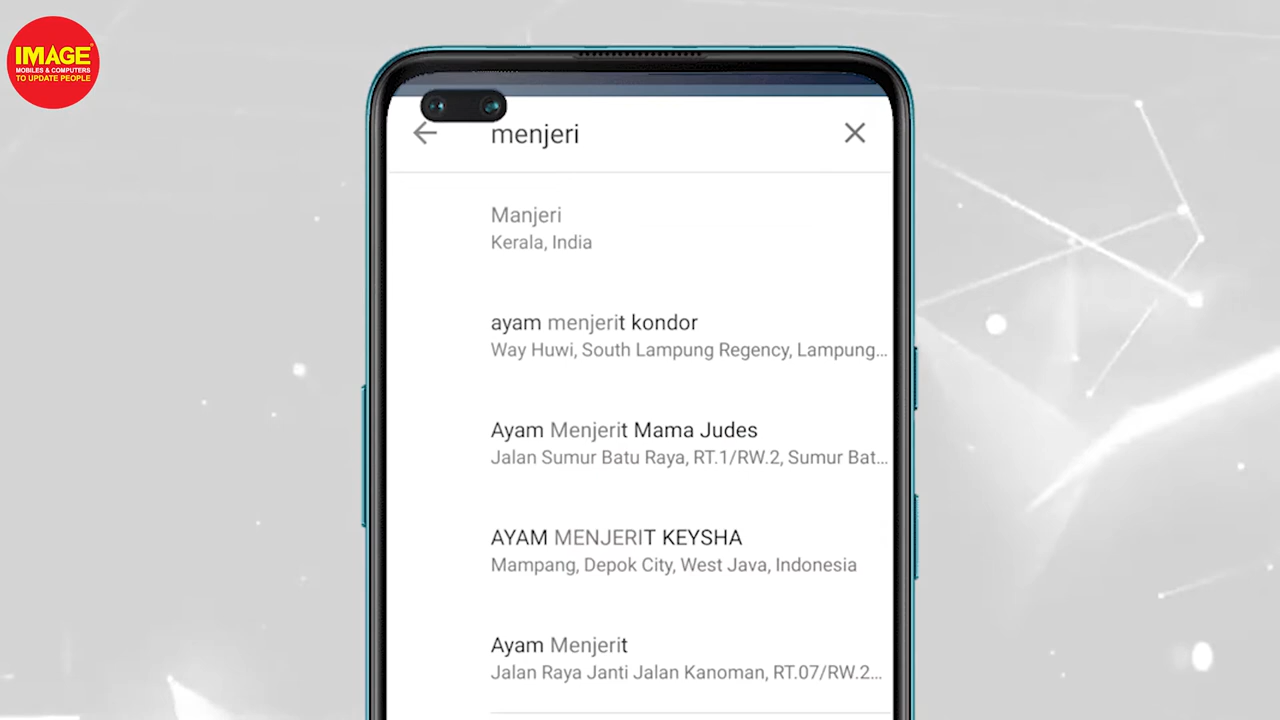 IMAGE
MOBILES & COMPUTERS
TO UPDATE PEOPLE
menjeri
Manjeri
Kerala, India
ayam menjerit kondor
Way Huwi, South Lampung Regency, Lampung...
Ayam Menjerit Mama Judes
Jalan Sumur Batu Raya, RT.1/RW.2, Sumur Bat...
AYAM MENJERIT KEYSHA
Mampang, Depok City, West Java, Indonesia
Ayam Menjerit
Jalan Raya Janti Jalan Kanoman, RT.07/RW.2...